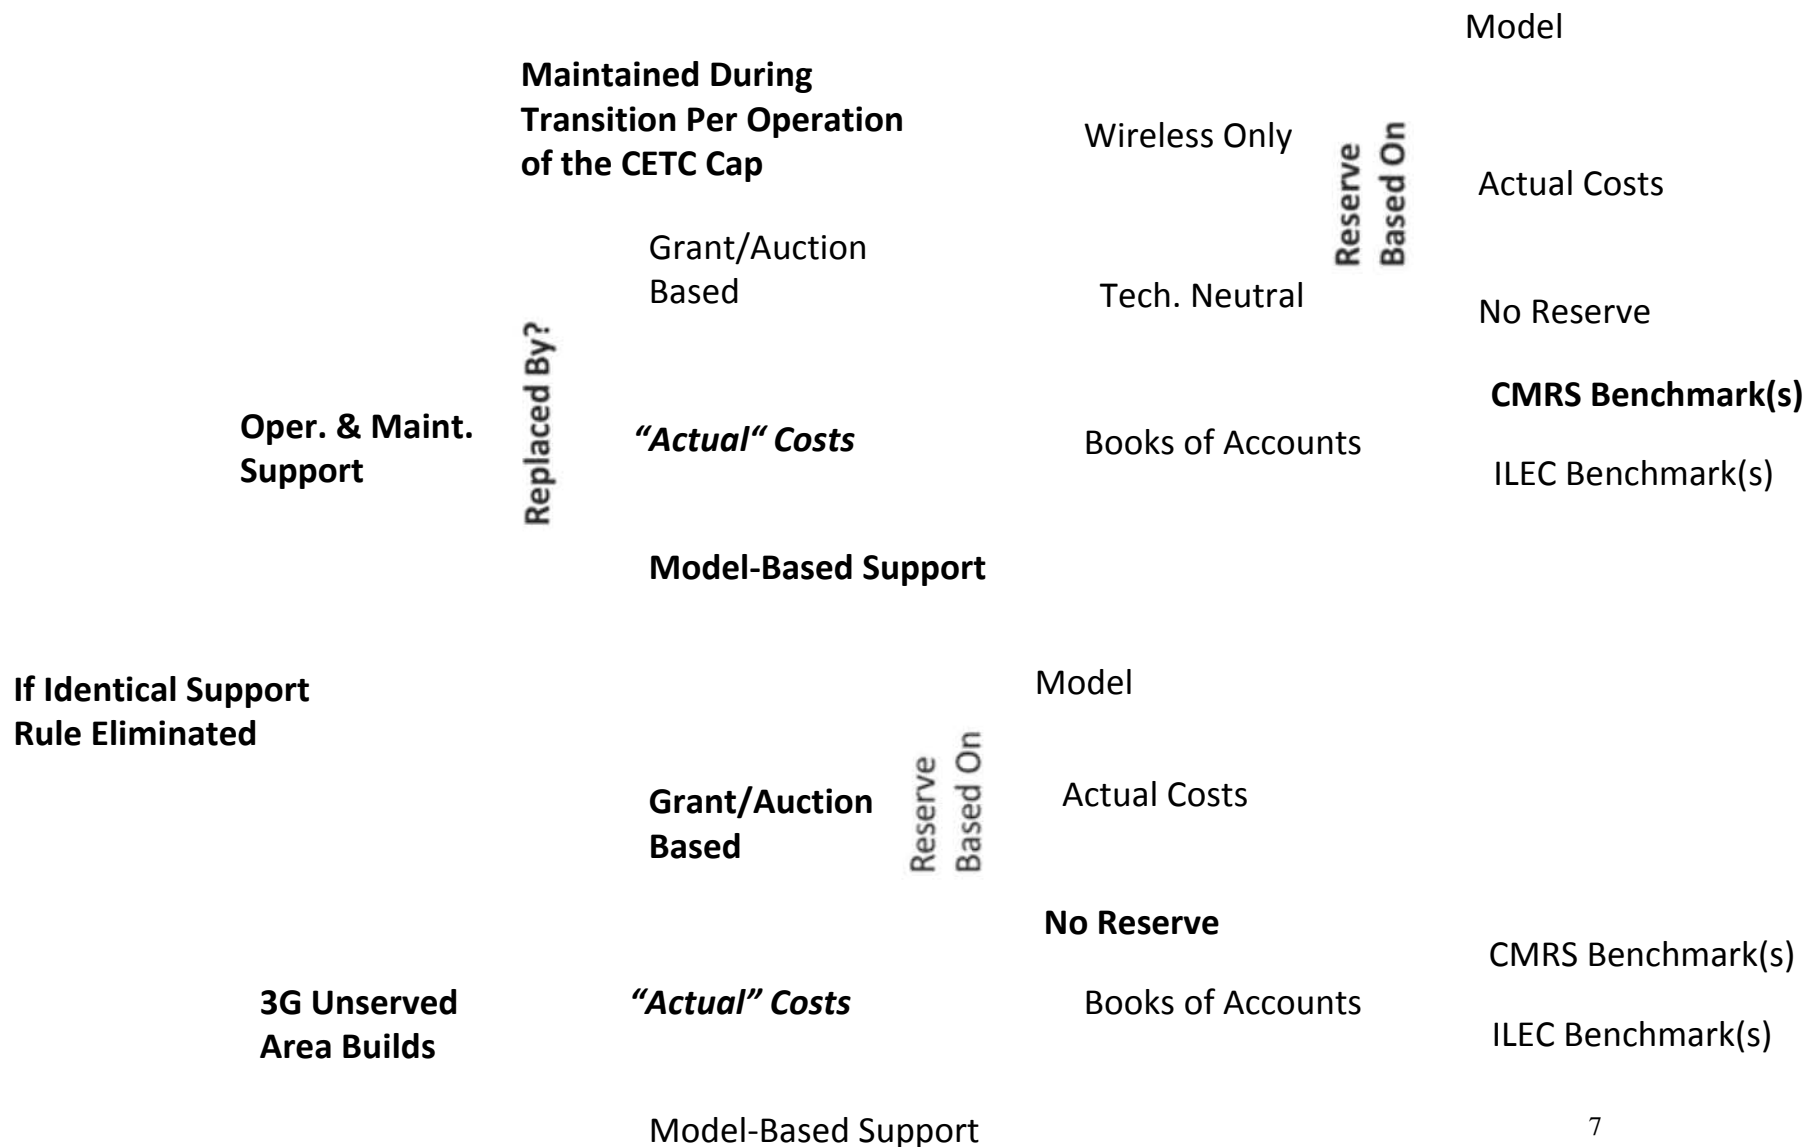 Model
Maintained During
Transition Per Operation
of the CETC Cap
Wireless Only
Reserve
Based On
Actual Costs
Grant/Auction
Based
Tech. Neutral
No Reserve
Replaced By?
CMRS Benchmark(s)
Oper. & Maint.
Support
“Actual“ Costs
Books of Accounts
ILEC Benchmark(s)
Model-Based Support
If Identical Support
Rule Eliminated
Model
Grant/Auction
Based
Reserve
Based On
Actual Costs
No Reserve
CMRS Benchmark(s)
3G Unserved
Area Builds
“Actual” Costs
Books of Accounts
ILEC Benchmark(s)
Model-Based Support
7